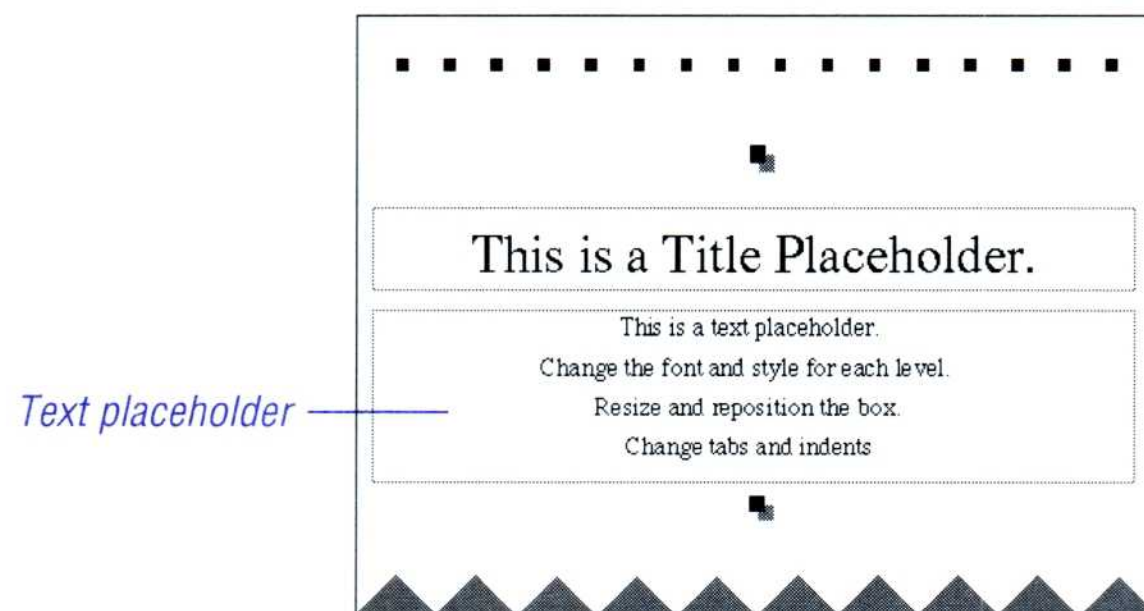 This is a Title Placeholder.
This is a text placeholder.
Change the font and style for each level.
Resize and reposition the box.
Change tabs and indents
Text placeholder